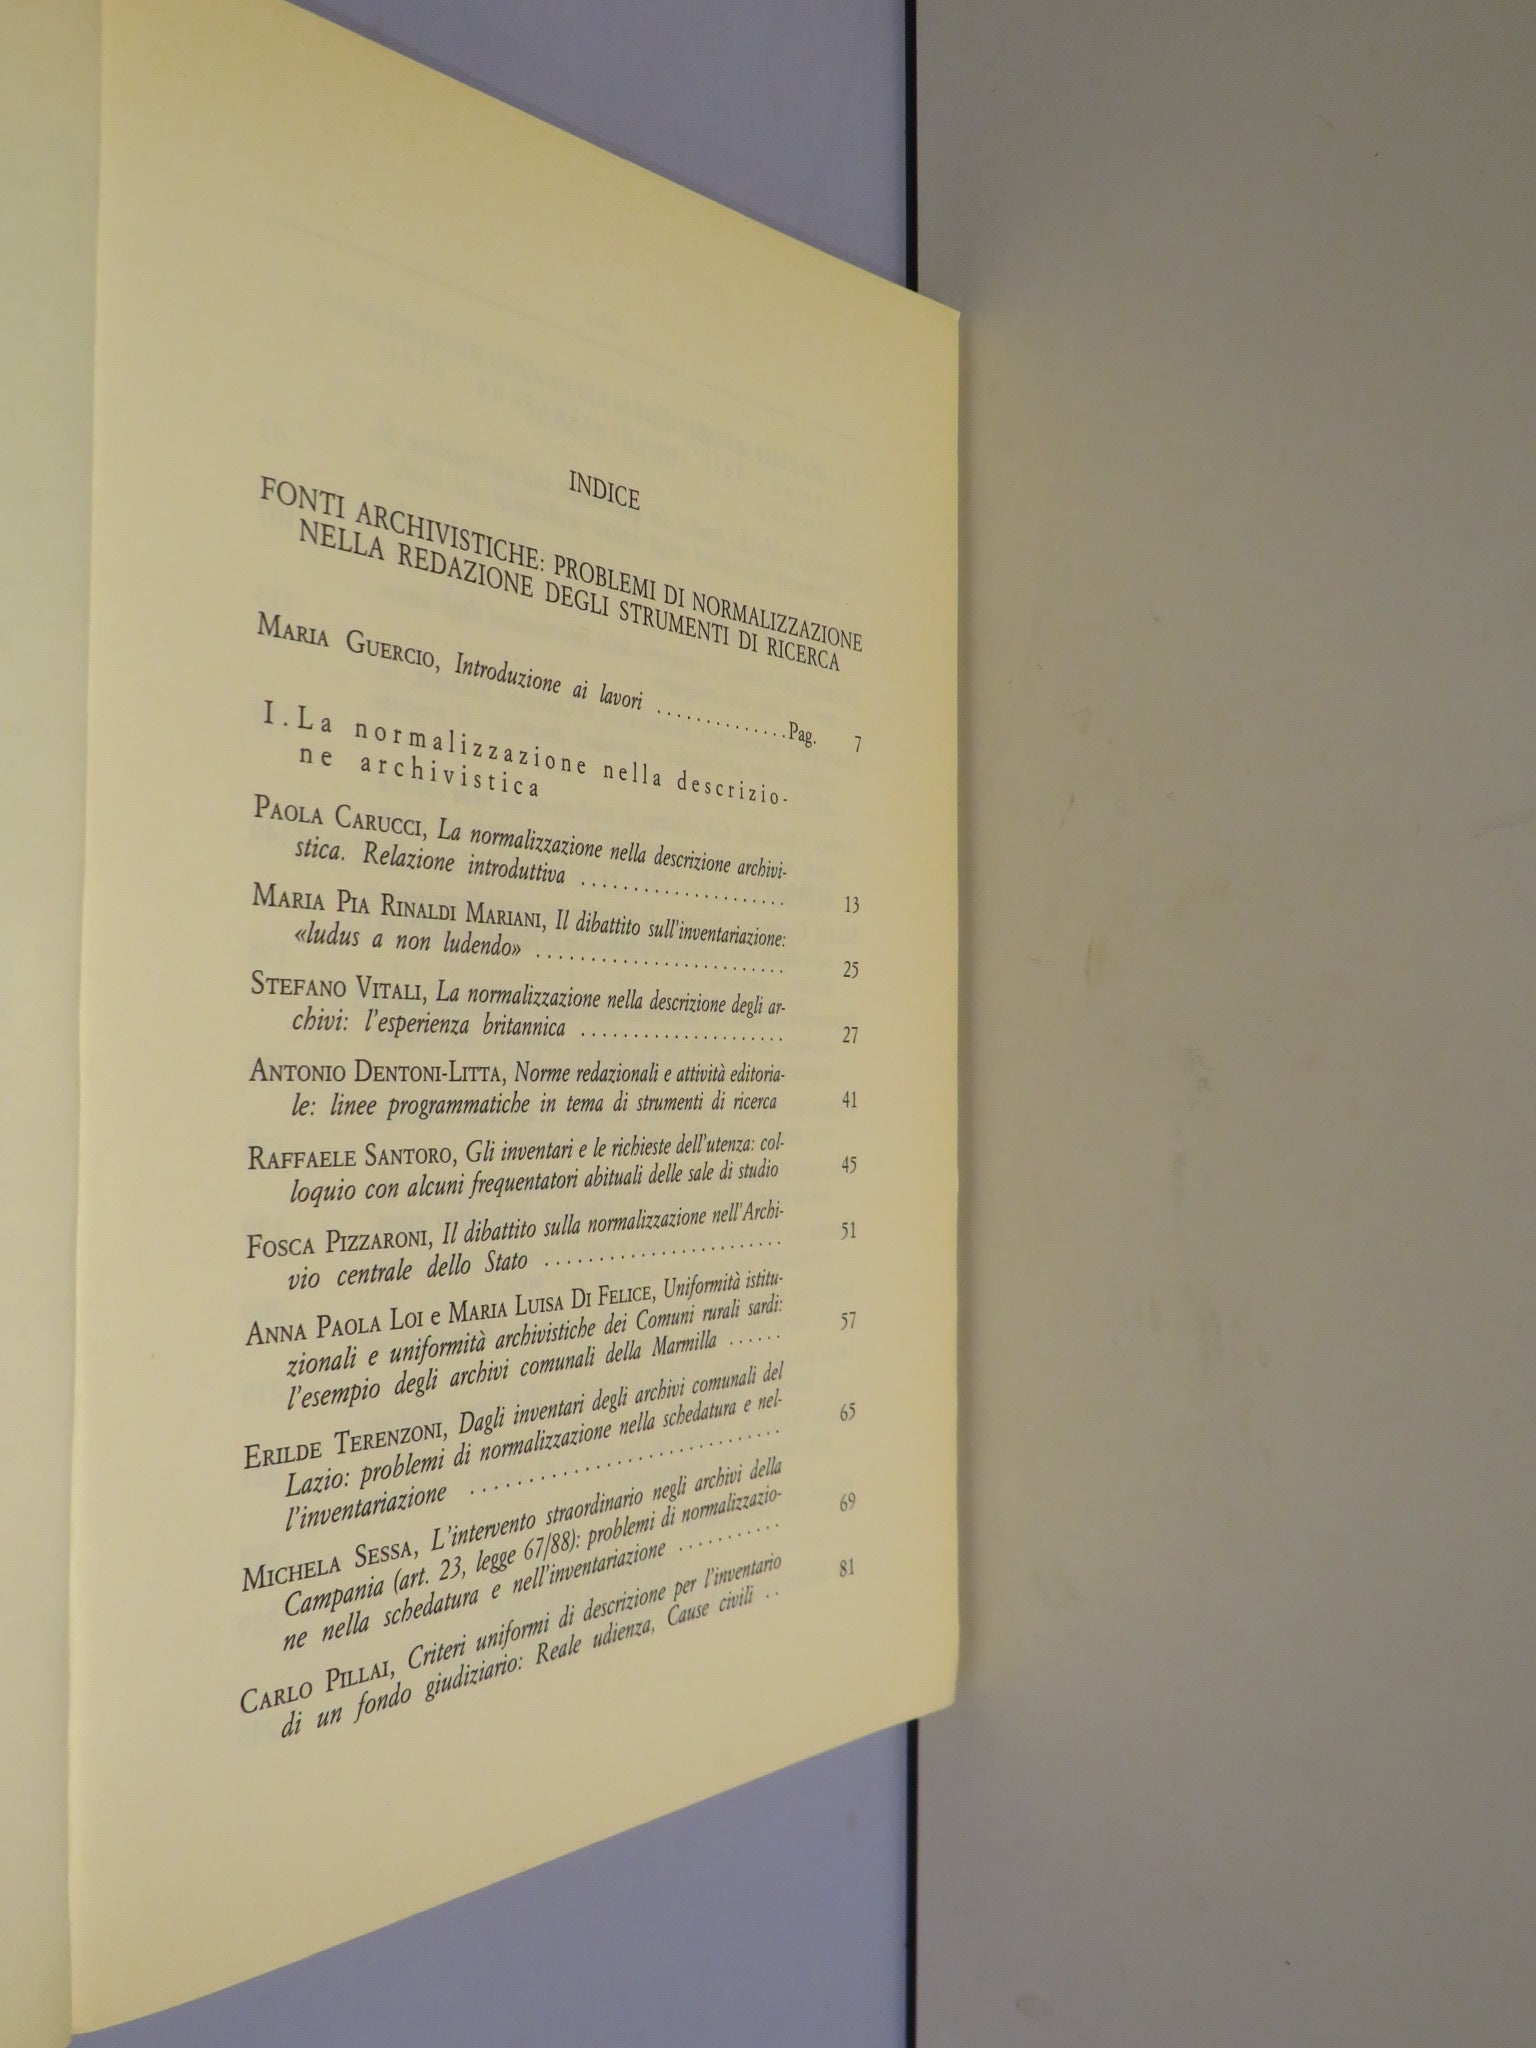 INDICE
FONTI ARCHIVISTICHE: PROBLEMI DI NORMALIZZAZIONE
NELLA REDAZIONE DEGLI STRUMENTI DI RICERCA
MARIA GUERCIO, Introduzione ai lavori ..............Pag. 7
I. La normalizzazione nella descrizio-
ne archivistica
PAOLA CARUCCI, La normalizzazione nella descrizione archivi-
stica. Relazione introduttiva ...................... 13
MARIA PIA RINALDI MARIANI, Il dibattito sull'inventariazione:
«ludus a non ludendo» .......................... 25
STEFANO VITALI, La normalizzazione nella descrizione degli ar-
chivi: l'esperienza britannica ...................... 27
ANTONIO DENTONI-LITTA, Norme redazionali e attività editoria-
le: linee programmatiche in tema di strumenti di ricerca 41
RAFFAELE SANTORO, Gli inventari e le richieste dell'utenza: col-
loquio con alcuni frequentatori abituali delle sale di studio 45
FOSCA PIZZARONI, Il dibattito sulla normalizzazione nell'Archi-
vio centrale dello Stato ......................... 51
ANNA PAOLA LOI e MARIA LUISA DI FELICE, Uniformità istitu-
zionali e uniformità archivistiche dei Comuni rurali sardi:
l'esempio degli archivi comunali della Marmilla ...... 57
ERILDE TERENZONI, Dagli inventari degli archivi comunali del
Lazio: problemi di normalizzazione nella schedatura e nel-
l'inventariazione ................................ 65
MICHELA SESSA, L'intervento straordinario negli archivi della
Campania (art. 23, legge 67/88): problemi di normalizzazio-
ne nella schedatura e nell'inventariazione ........... 69
CARLO PILLAI, Criteri uniformi di descrizione per l'inventario
di un fondo giudiziario: Reale udienza, Cause civili .. 81